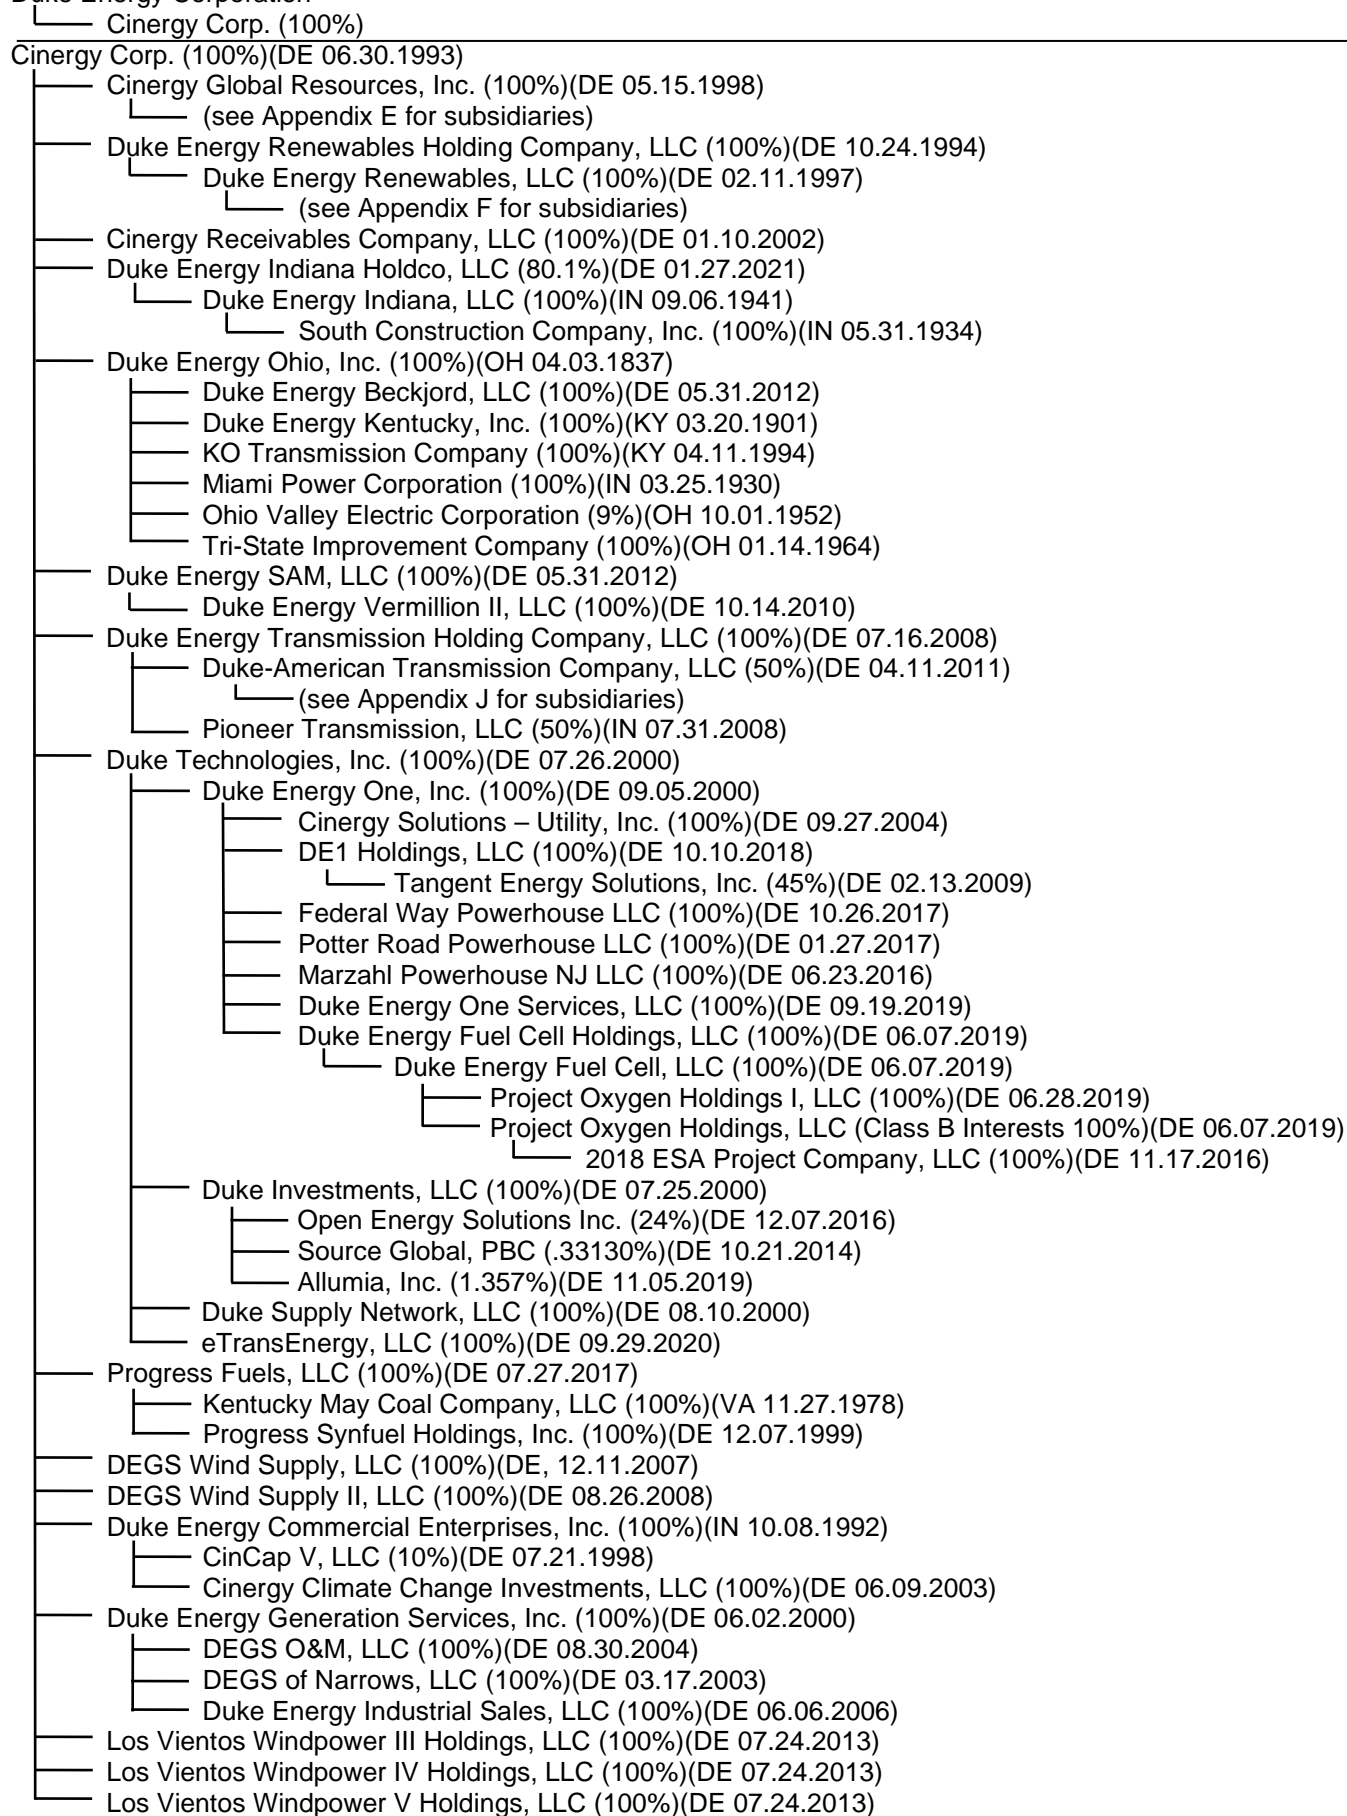 Duke Energy Corporation
Cinergy Corp. (100%)
Cinergy Corp. (100%)(DE 06.30.1993)
Cinergy Global Resources, Inc. (100%)(DE 05.15.1998)
(see Appendix E for subsidiaries)
Duke Energy Renewables Holding Company, LLC (100%)(DE 10.24.1994)
Duke Energy Renewables, LLC (100%)(DE 02.11.1997)
(see Appendix F for subsidiaries)
Cinergy Receivables Company, LLC (100%)(DE 01.10.2002)
Duke Energy Indiana Holdco, LLC (80.1%)(DE 01.27.2021)
Duke Energy Indiana, LLC (100%)(IN 09.06.1941)
South Construction Company, Inc. (100%)(IN 05.31.1934)
Duke Energy Ohio, Inc. (100%)(OH 04.03.1837)
Duke Energy Beckjord, LLC (100%)(DE 05.31.2012)
Duke Energy Kentucky, Inc. (100%)(KY 03.20.1901)
KO Transmission Company (100%)(KY 04.11.1994)
Miami Power Corporation (100%)(IN 03.25.1930)
Ohio Valley Electric Corporation (9%)(OH 10.01.1952)
Tri-State Improvement Company (100%)(OH 01.14.1964)
Duke Energy SAM, LLC (100%)(DE 05.31.2012)
Duke Energy Vermillion II, LLC (100%)(DE 10.14.2010)
Duke Energy Transmission Holding Company, LLC (100%)(DE 07.16.2008)
Duke-American Transmission Company, LLC (50%)(DE 04.11.2011)
(see Appendix J for subsidiaries)
Pioneer Transmission, LLC (50%)(IN 07.31.2008)
Duke Technologies, Inc. (100%)(DE 07.26.2000)
Duke Energy One, Inc. (100%)(DE 09.05.2000)
Cinergy Solutions – Utility, Inc. (100%)(DE 09.27.2004)
DE1 Holdings, LLC (100%)(DE 10.10.2018)
Tangent Energy Solutions, Inc. (45%)(DE 02.13.2009)
Federal Way Powerhouse LLC (100%)(DE 10.26.2017)
Potter Road Powerhouse LLC (100%)(DE 01.27.2017)
Marzahl Powerhouse NJ LLC (100%)(DE 06.23.2016)
Duke Energy One Services, LLC (100%)(DE 09.19.2019)
Duke Energy Fuel Cell Holdings, LLC (100%)(DE 06.07.2019)
Duke Energy Fuel Cell, LLC (100%)(DE 06.07.2019)
Project Oxygen Holdings I, LLC (100%)(DE 06.28.2019)
Project Oxygen Holdings, LLC (Class B Interests 100%)(DE 06.07.2019)
2018 ESA Project Company, LLC (100%)(DE 11.17.2016)
Duke Investments, LLC (100%)(DE 07.25.2000)
Open Energy Solutions Inc. (24%)(DE 12.07.2016)
Source Global, PBC (.33130%)(DE 10.21.2014)
Allumia, Inc. (1.357%)(DE 11.05.2019)
Duke Supply Network, LLC (100%)(DE 08.10.2000)
eTransEnergy, LLC (100%)(DE 09.29.2020)
Progress Fuels, LLC (100%)(DE 07.27.2017)
Kentucky May Coal Company, LLC (100%)(VA 11.27.1978)
Progress Synfuel Holdings, Inc. (100%)(DE 12.07.1999)
DEGS Wind Supply, LLC (100%)(DE, 12.11.2007)
DEGS Wind Supply II, LLC (100%)(DE 08.26.2008)
Duke Energy Commercial Enterprises, Inc. (100%)(IN 10.08.1992)
CinCap V, LLC (10%)(DE 07.21.1998)
Cinergy Climate Change Investments, LLC (100%)(DE 06.09.2003)
Duke Energy Generation Services, Inc. (100%)(DE 06.02.2000)
DEGS O&M, LLC (100%)(DE 08.30.2004)
DEGS of Narrows, LLC (100%)(DE 03.17.2003)
Duke Energy Industrial Sales, LLC (100%)(DE 06.06.2006)
Los Vientos Windpower III Holdings, LLC (100%)(DE 07.24.2013)
Los Vientos Windpower IV Holdings, LLC (100%)(DE 07.24.2013)
Los Vientos Windpower V Holdings, LLC (100%)(DE 07.24.2013)